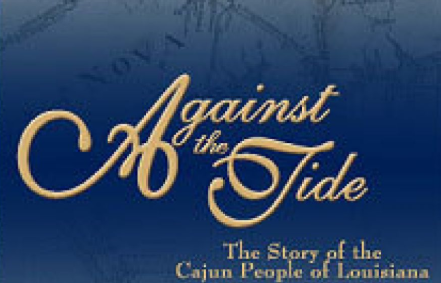 NOVA
Against
the
Tide
The Story of the
Cajun People of Louisiana